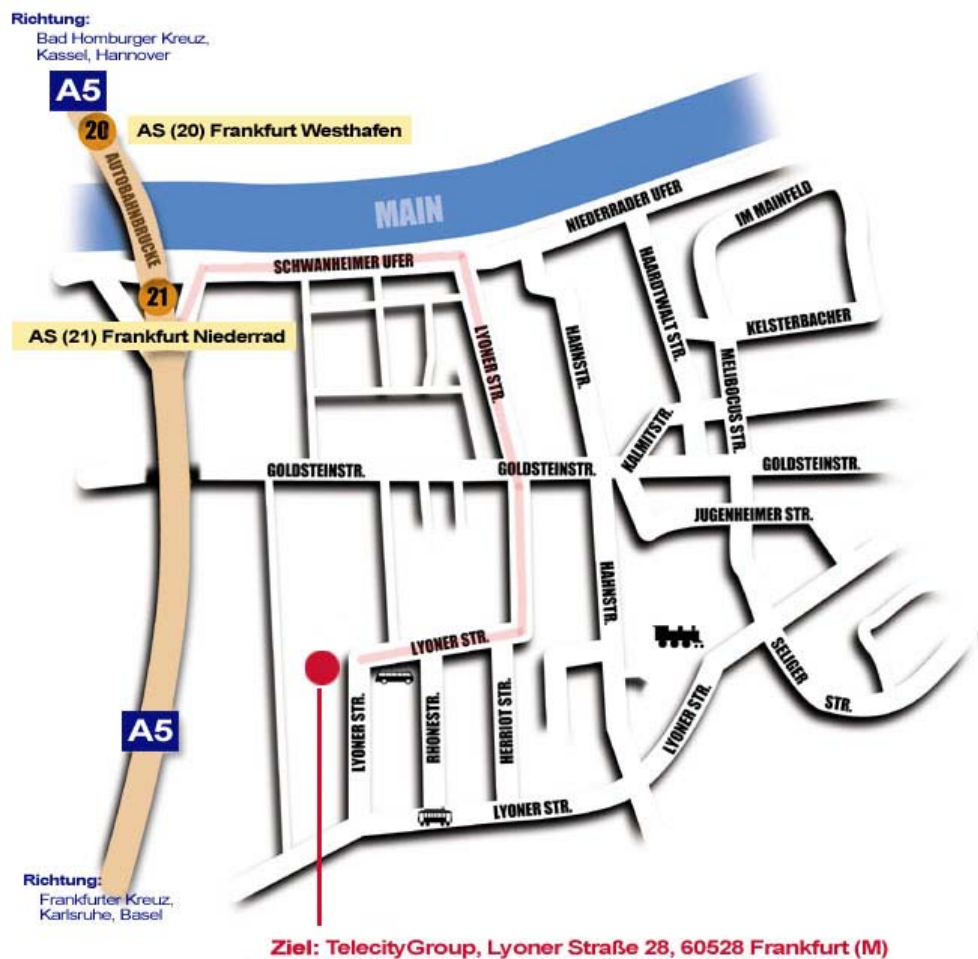 Richtung:
Bad Homburger Kreuz,
Kassel, Hannover
A5
20
AS (20) Frankfurt Westhafen
AUTOBAHNBRUCKE
MAIN
NIEDERRADER UFER
IM MAINFELD
SCHWANHEIMER UFER
21
AS (21) Frankfurt Niederrad
HAARDTWALT STR.
KELSTERBACHER
LYONER STR.
HAHNSTR.
MELIBOCUS STR.
KALMITSTR.
GOLDSTEINSTR.
GOLDSTEINSTR.
GOLDSTEINSTR.
JUGENHEIMER STR.
HAHNSTR.
LYONER STR.
SELIGER
STR.
LYONER STR.
RHONESTR.
HERRIOT STR.
LYONER STR.
A5
LYONER STR.
Richtung:
Frankfurter Kreuz,
Karlsruhe, Basel
Ziel: TelecityGroup, Lyoner Straße 28, 60528 Frankfurt (M)